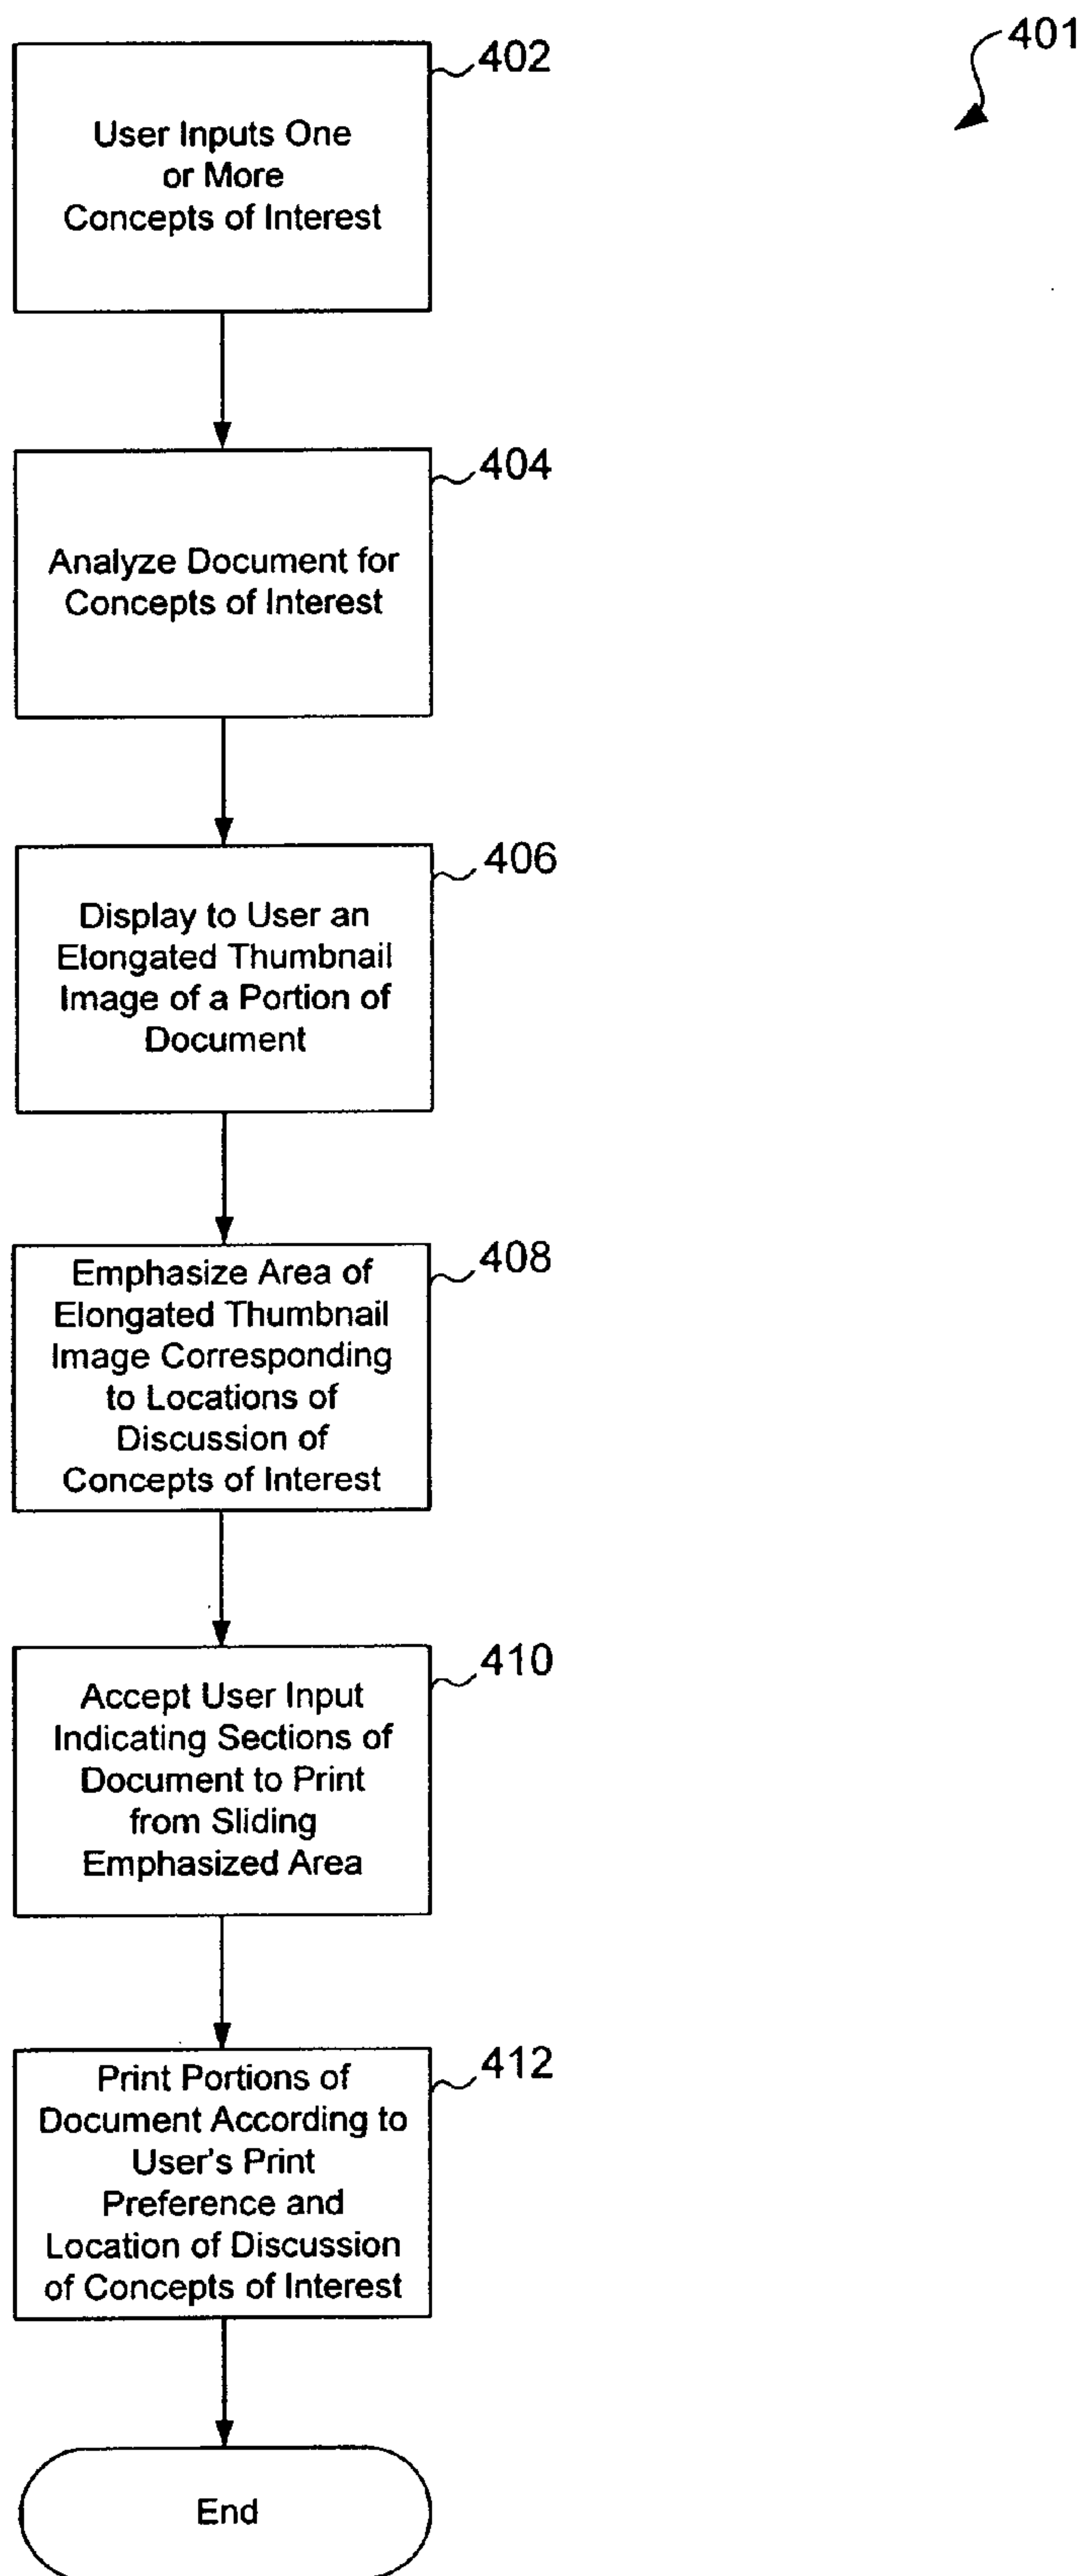 401
402
User Inputs One
or More
Concepts of Interest
404
Analyze Document for
Concepts of Interest
406
Display to User an
Elongated Thumbnail
Image of a Portion of
Document
408
Emphasize Area of
Elongated Thumbnail
Image Corresponding
to Locations of
Discussion of
Concepts of Interest
410
Accept User Input
Indicating Sections of
Document to Print
from Sliding
Emphasized Area
412
Print Portions of
Document According to
User's Print
Preference and
Location of Discussion
of Concepts of Interest
End